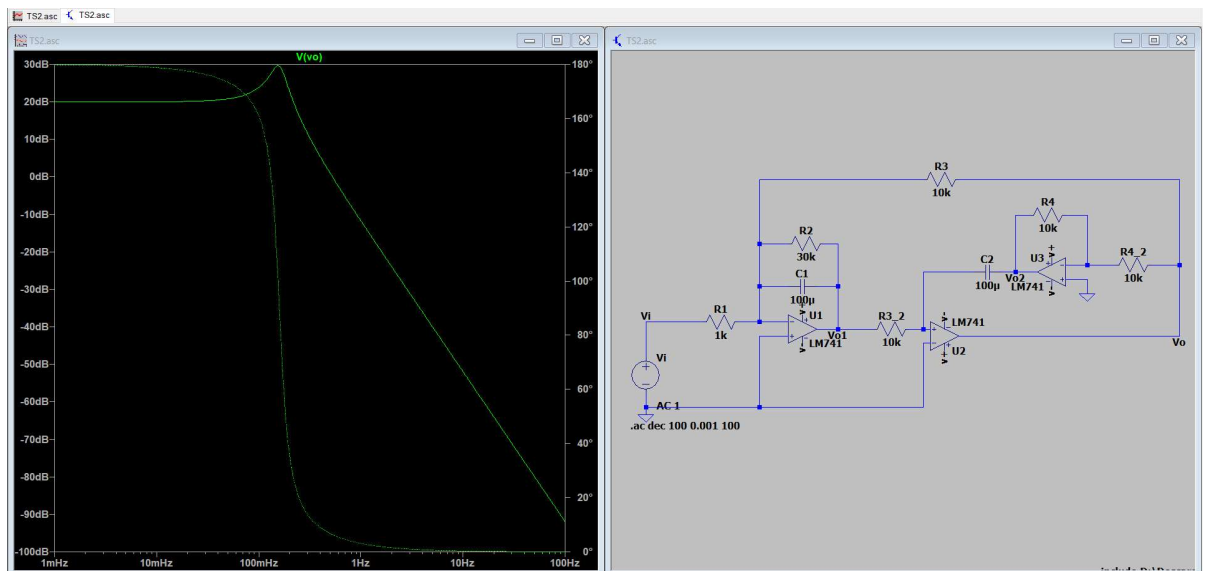 TS2.asc TS2.asc
TS2.asc
V(vo)
30dB
20dB
10dB
0dB
-10dB
-20dB
-30dB
-40dB
-50dB
-60dB
-70dB
-80dB
-90dB
-100dB
180°
160°
140°
120°
100°
80°
60°
40°
20°
0°
1mHz 10mHz 100mHz 1Hz 10Hz 100Hz
TS2.asc
R3
10k
R4
10k
R2
30k
C1
100µ
C2
100µ
U3
Vo2
LM741
R4_2
10k
Vi
R1
1k
U1
LM741
Vo1
R3_2
10k
LM741
U2
Vo
Vi
AC 1
.ac dec 100 0.001 100